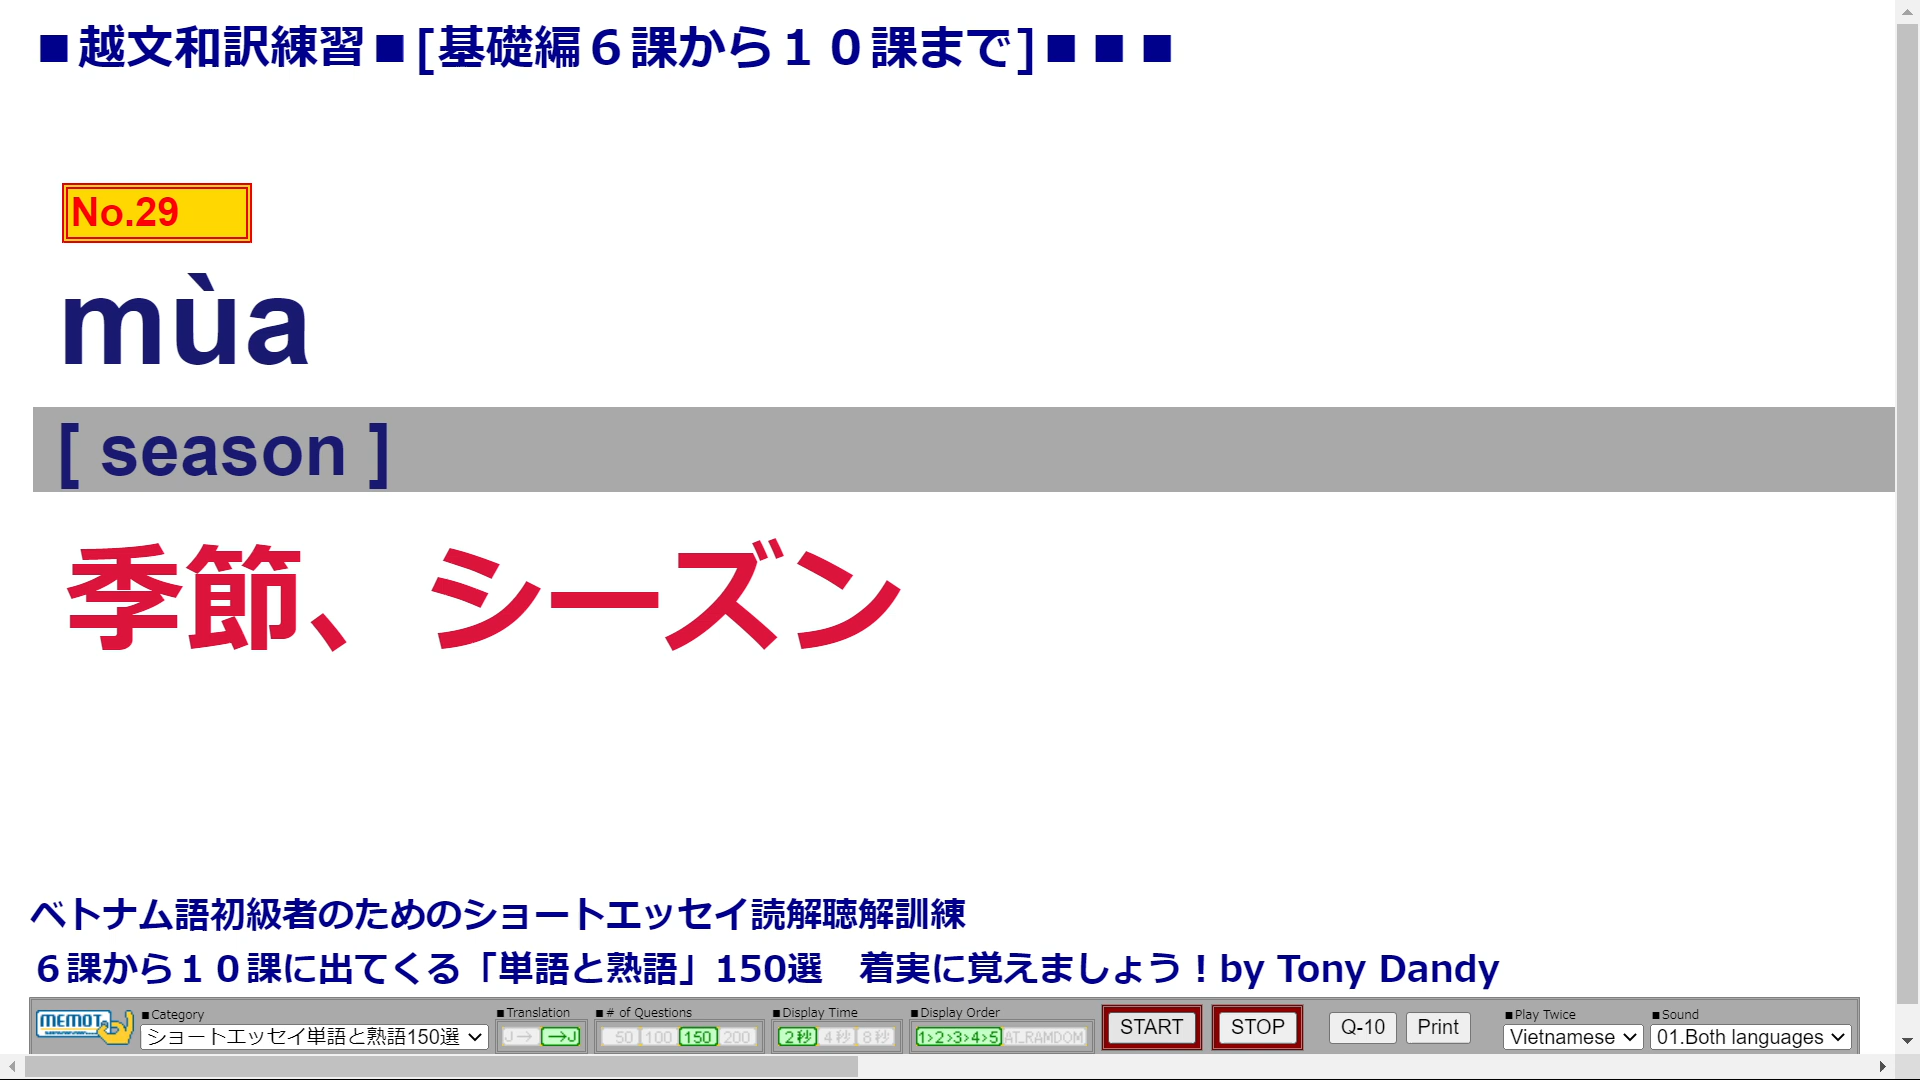 ■越文和訳練習■[基礎編６課から１０課まで]■ ■ ■
No.29
mùa
[ season ]
季節、シーズン
ベトナム語初級者のためのショートエッセイ読解聴解訓練
６課から１０課に出てくる「単語と熟語」150選　着実に覚えましょう！by Tony Dandy
MEMOT
■Category
ショートエッセイ単語と熟語150選
■Translation
J→ →J
■# of Questions
50 100 150 200
■Display Time
2秒 4秒 8秒
■Display Order
1>2>3>4>5 AT_RAMDOM
START
STOP
Q-10
Print
■Play Twice
Vietnamese
■Sound
01.Both languages